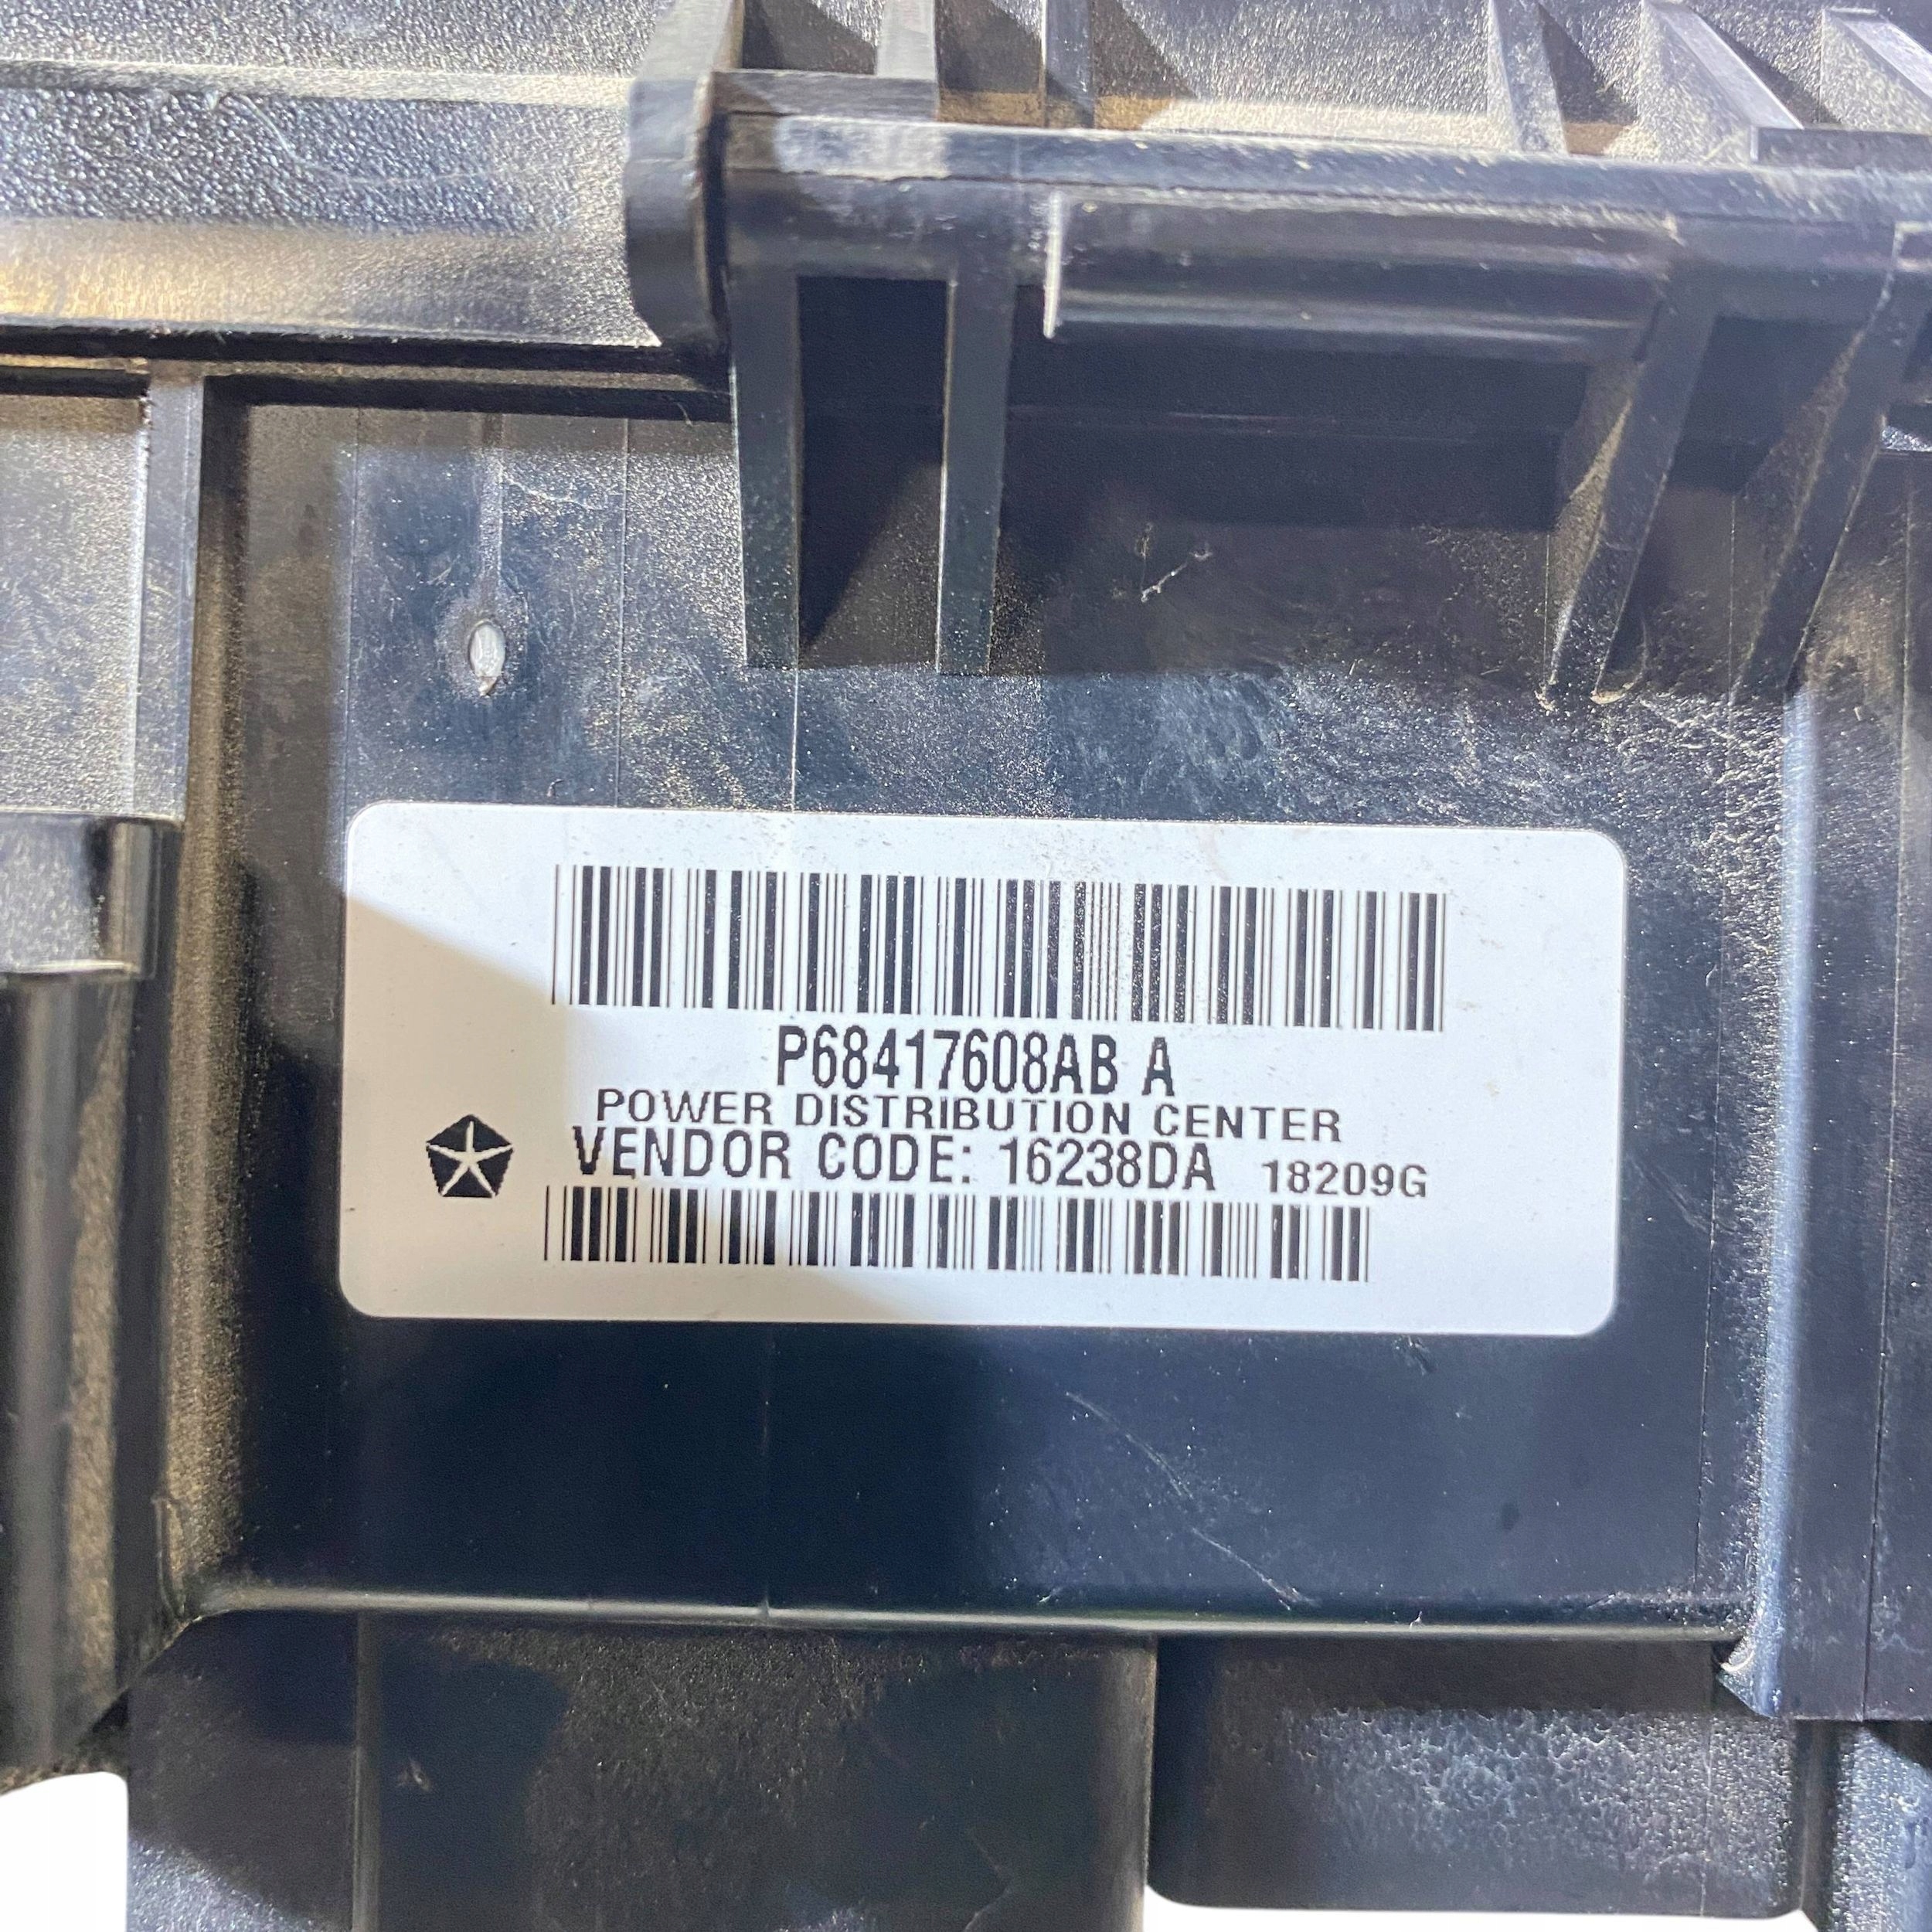 P68417608AB A
POWER DISTRIBUTION CENTER
VENDOR CODE: 16238DA 18209G